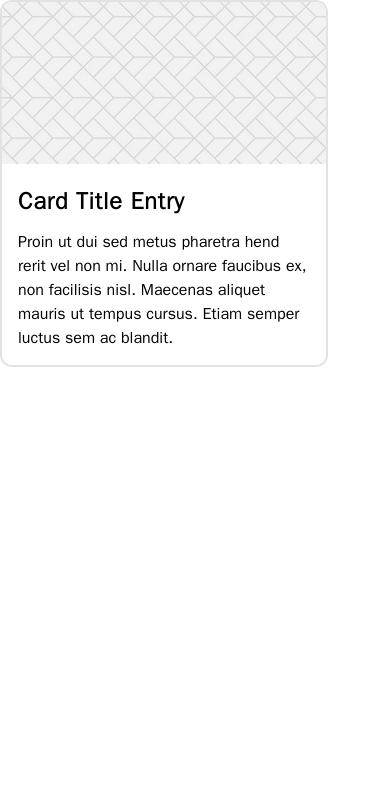 Card Title Entry
Proin ut dui sed metus pharetra hend
rerit vel non mi. Nulla ornare faucibus ex,
non facilisis nisl. Maecenas aliquet
mauris ut tempus cursus. Etiam semper
luctus sem ac blandit.